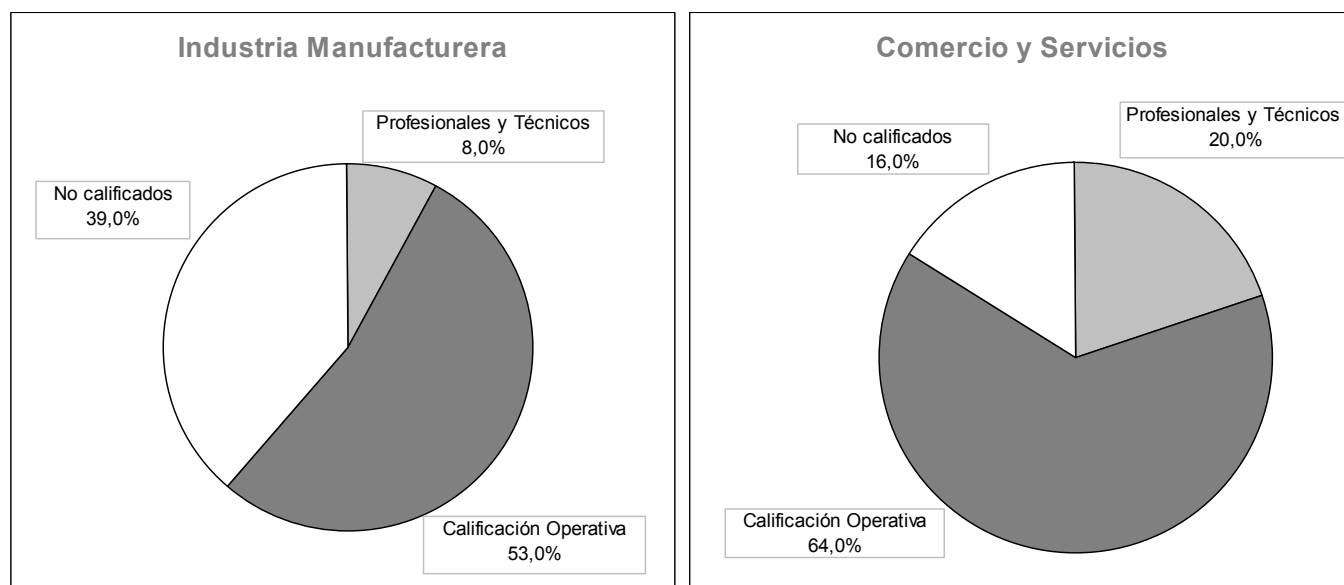 Industria Manufacturera
Profesionales y Técnicos
8,0%
No calificados
39,0%
Calificación Operativa
53,0%
Comercio y Servicios
Profesionales y Técnicos
20,0%
No calificados
16,0%
Calificación Operativa
64,0%